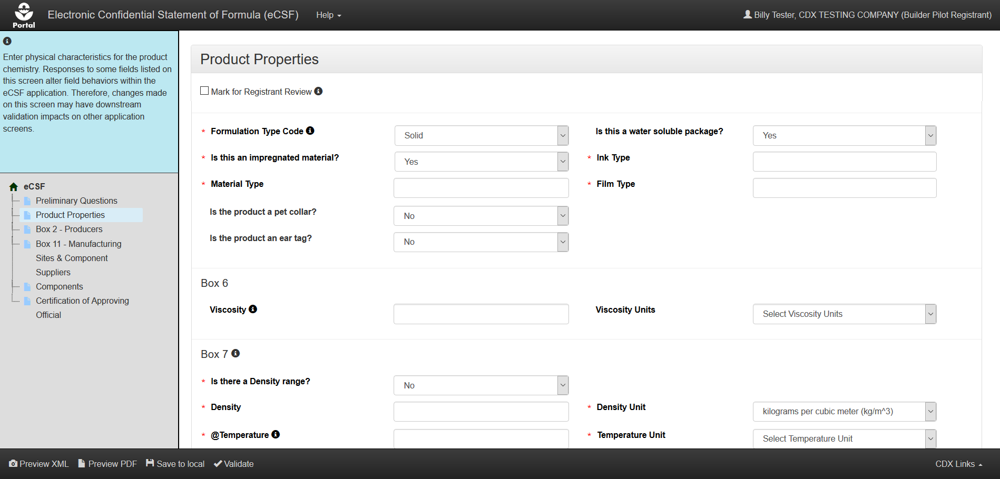 Portal
Electronic Confidential Statement of Formula (eCSF)
Help
Billy Tester, CDX TESTING COMPANY (Builder Pilot Registrant)
Enter physical characteristics for the product
chemistry. Responses to some fields listed on
this screen alter field behaviors within the
eCSF application. Therefore, changes made
on this screen may have downstream
validation impacts on other application
screens.
eCSF
Preliminary Questions
Product Properties
Box 2 - Producers
Box 11 - Manufacturing
Sites & Component
Suppliers
Components
Certification of Approving
Official
Product Properties
Mark for Registrant Review
* Formulation Type Code
Solid
Is this a water soluble package?
Yes
* Is this an impregnated material?
Yes
* Ink Type
* Material Type
* Film Type
Is the product a pet collar?
No
Is the product an ear tag?
No
Box 6
Viscosity
Viscosity Units
Select Viscosity Units
Box 7
* Is there a Density range?
No
* Density
* Density Unit
kilograms per cubic meter (kg/m^3)
* @Temperature
* Temperature Unit
Select Temperature Unit
Preview XML
Preview PDF
Save to local
Validate
CDX Links